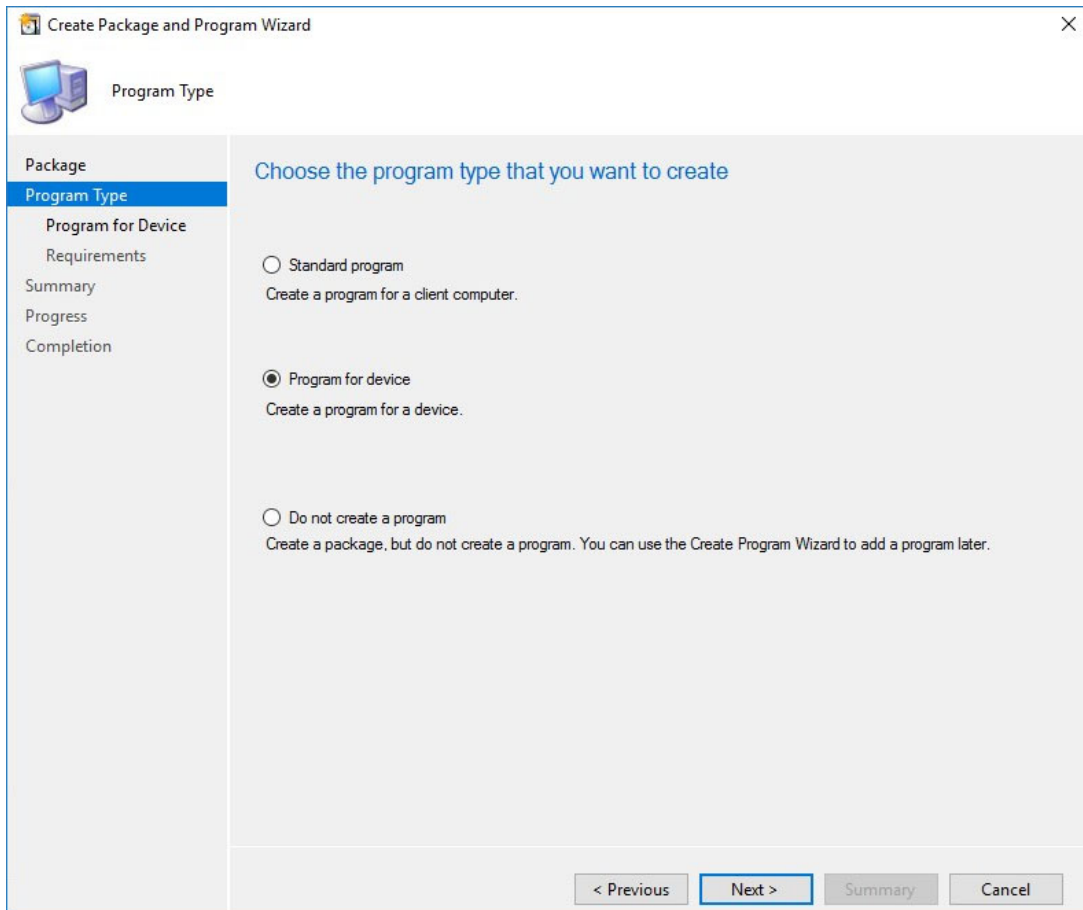 Create Package and Program Wizard
Program Type
Package
Program Type
Program for Device
Requirements
Summary
Progress
Completion
Choose the program type that you want to create
Standard program
Create a program for a client computer.
Program for device
Create a program for a device.
Do not create a program
Create a package, but do not create a program. You can use the Create Program Wizard to add a program later.
< Previous
Next >
Summary
Cancel